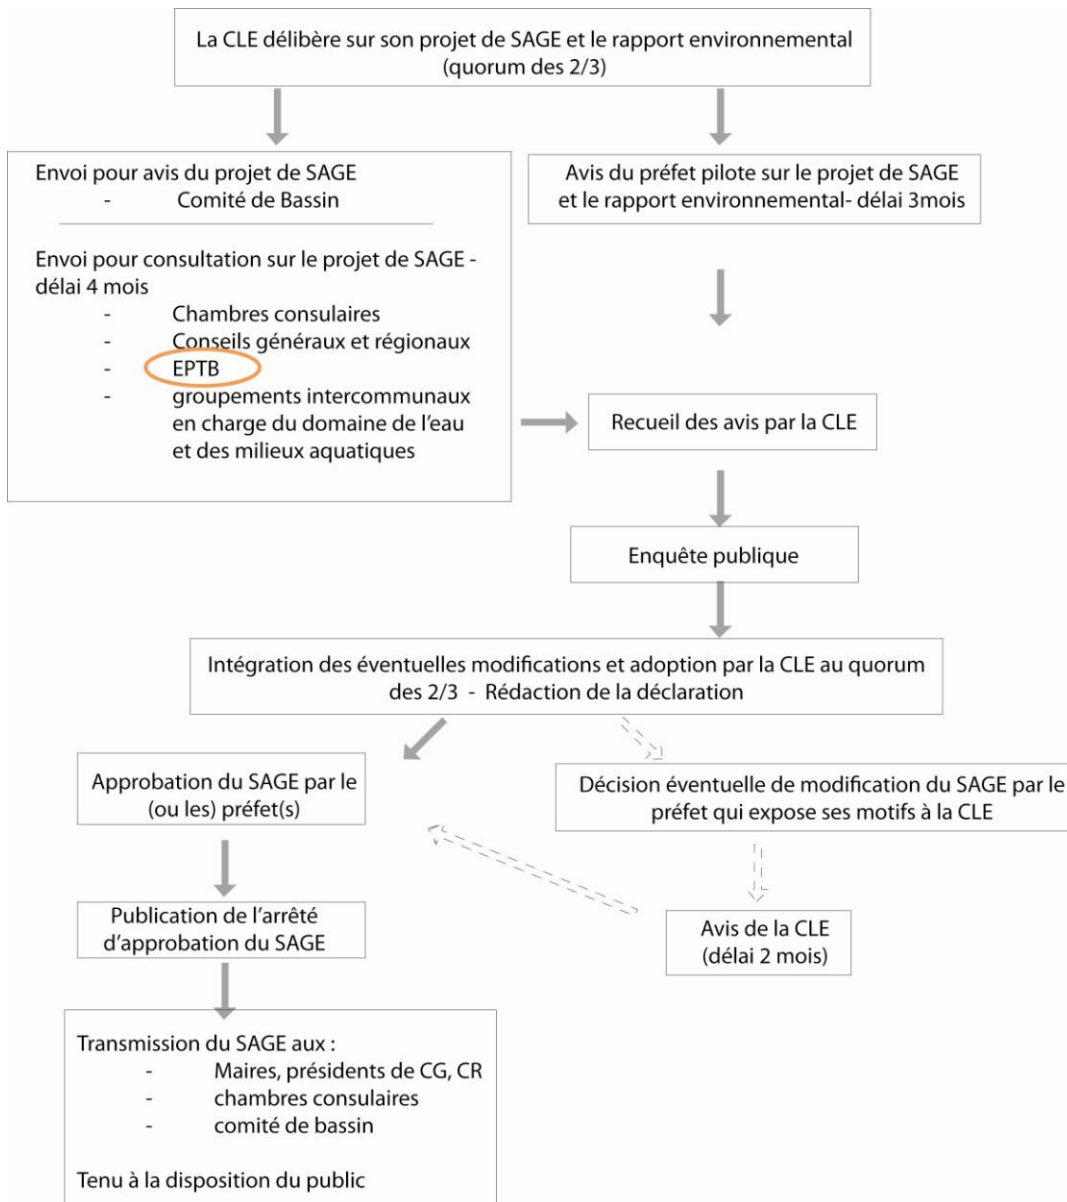 La CLE délibère sur son projet de SAGE et le rapport environnemental
(quorum des 2/3)
Envoi pour avis du projet de SAGE
- Comité de Bassin
Envoi pour consultation sur le projet de SAGE -
délai 4 mois
- Chambres consulaires
- Conseils généraux et régionaux
- EPTB
- groupements intercommunaux
en charge du domaine de l'eau
et des milieux aquatiques
Avis du préfet pilote sur le projet de SAGE
et le rapport environnemental- délai 3mois
Recueil des avis par la CLE
Enquête publique
Intégration des éventuelles modifications et adoption par la CLE au quorum
des 2/3 - Rédaction de la déclaration
Approbation du SAGE par le
(ou les) préfet(s)
Décision éventuelle de modification du SAGE par le
préfet qui expose ses motifs à la CLE
Publication de l'arrêté
d'approbation du SAGE
Avis de la CLE
(délai 2 mois)
Transmission du SAGE aux :
- Maires, présidents de CG, CR
- chambres consulaires
- comité de bassin
Tenu à la disposition du public